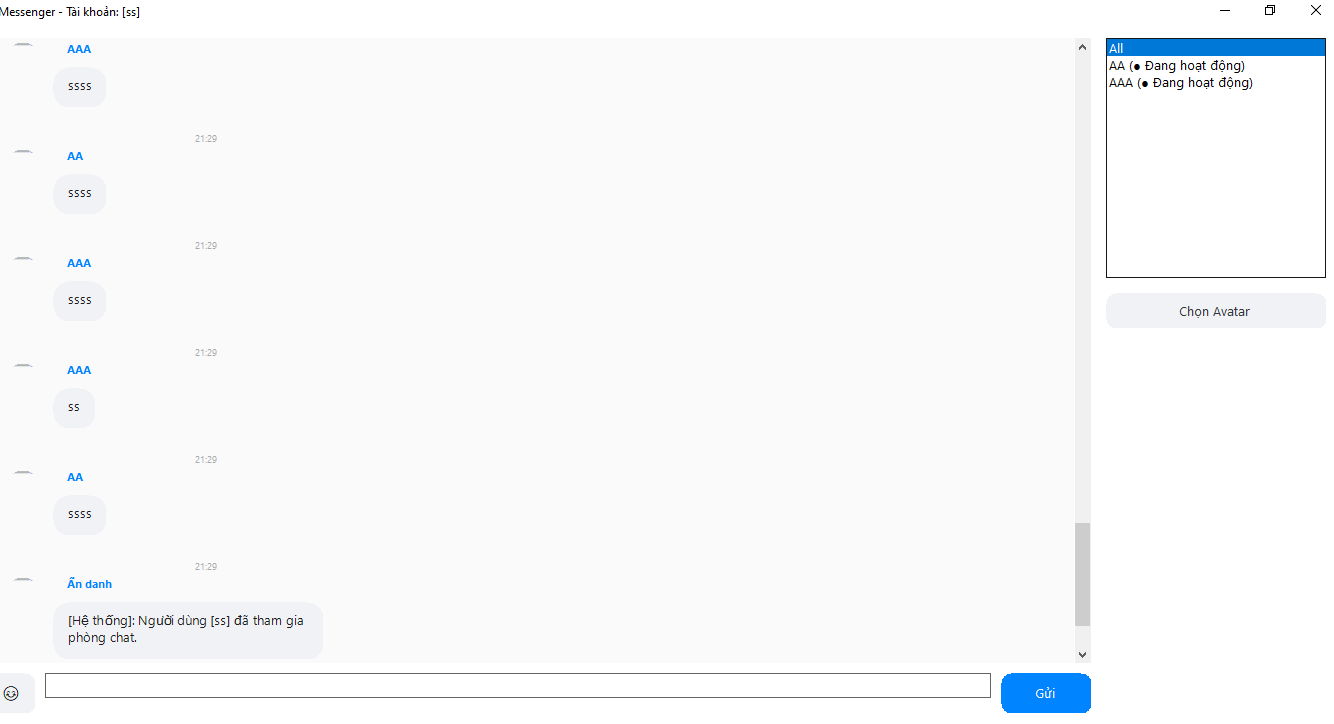 Messenger - Tài khoản: [ss]
AAA
ssss
21:29
AA
ssss
21:29
AAA
ssss
21:29
AAA
ss
21:29
AA
ssss
21:29
Ẩn danh
[Hệ thống]: Người dùng [ss] đã tham gia
phòng chat.
Gửi
All
AA (● Đang hoạt động)
AAA (● Đang hoạt động)
Chọn Avatar